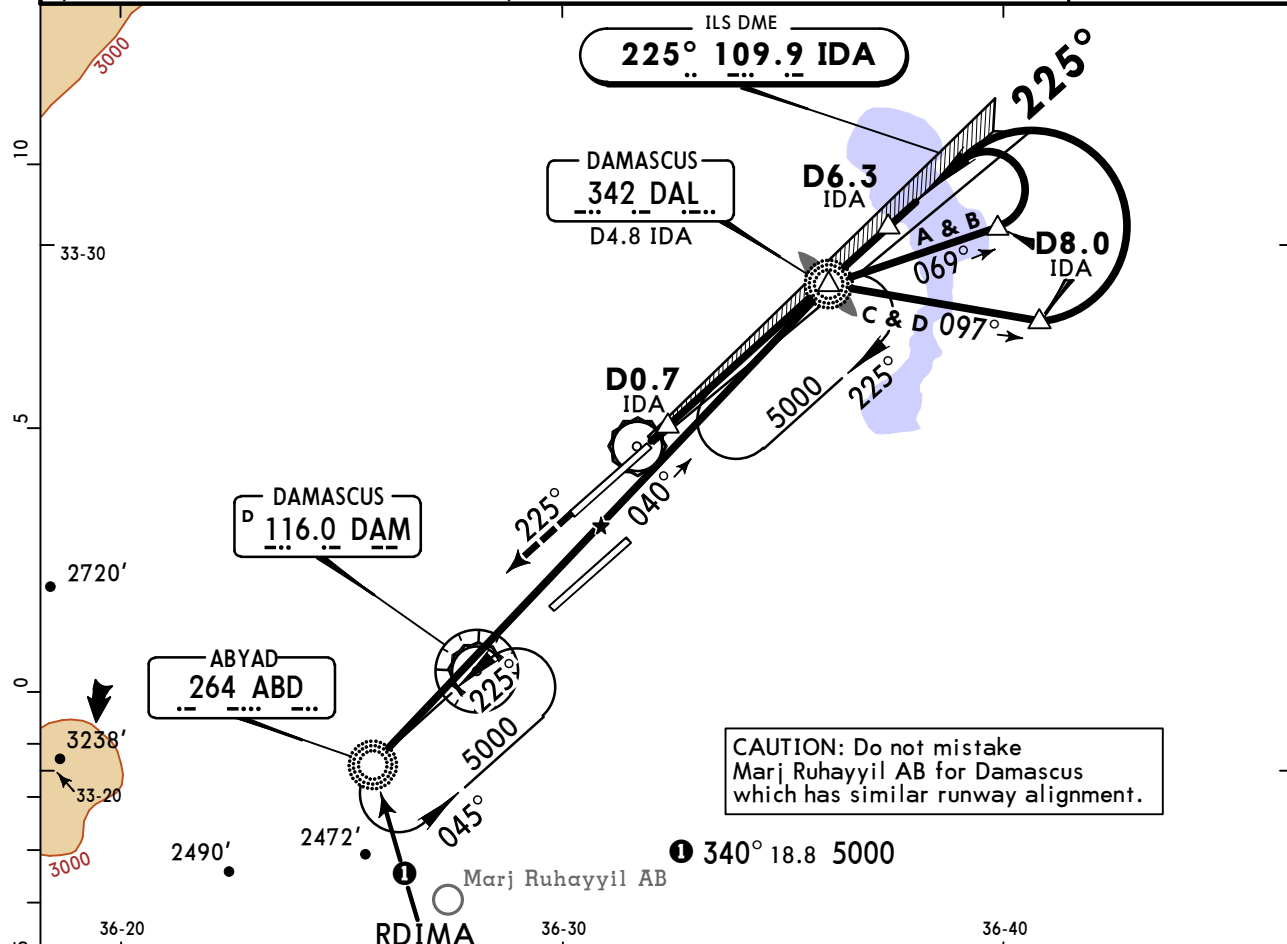 3000
ILS DME
225° 109.9 IDA
225°
10
DAMASCUS
342 DAL
D4.8 IDA
D6.3
IDA
A & B
069°
D8.0
IDA
33-30
C & D 097°
D0.7
IDA
5000
225°
5
040°
225°
DAMASCUS
D 116.0 DAM
2720'
ABYAD
264 ABD
225°
0
5000
3238'
33-20
CAUTION: Do not mistake
Marj Ruhayyil AB for Damascus
which has similar runway alignment.
045°
2472'
2490'
3000
1 340° 18.8 5000
1
Marj Ruhayyil AB
RDIMA
36-20
36-30
36-40